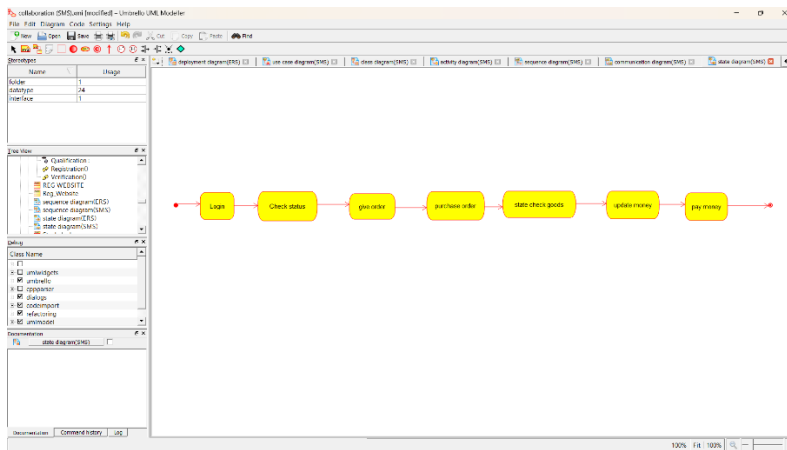 collaboration (SMS).xmi [modified] – Umbrello UML Modeller
File Edit Diagram Code Settings Help
New Open Save Cut Copy Paste Find
Stereotypes
Name Usage
folder 1
datatype 24
interface 1
deployment diagram(ERS) use case diagram(SMS) class diagram(SMS) activity diagram(SMS) sequence diagram(SMS) communication diagram(SMS) state diagram(SMS)
Tree View
Qualification :
Registration()
Verification()
REG WEBSITE
Reg_Website
sequence diagram(ERS)
sequence diagram(SMS)
state diagram(ERS)
state diagram(SMS)
Login
Check status
give order
purchase order
state check goods
update money
pay money
Debug
Class Name
umlwidgets
umbrello
cppparser
dialogs
codeimport
refactoring
umlmodel
Documentation
state diagram(SMS)
Documentation Command history Log
100% Fit 100%